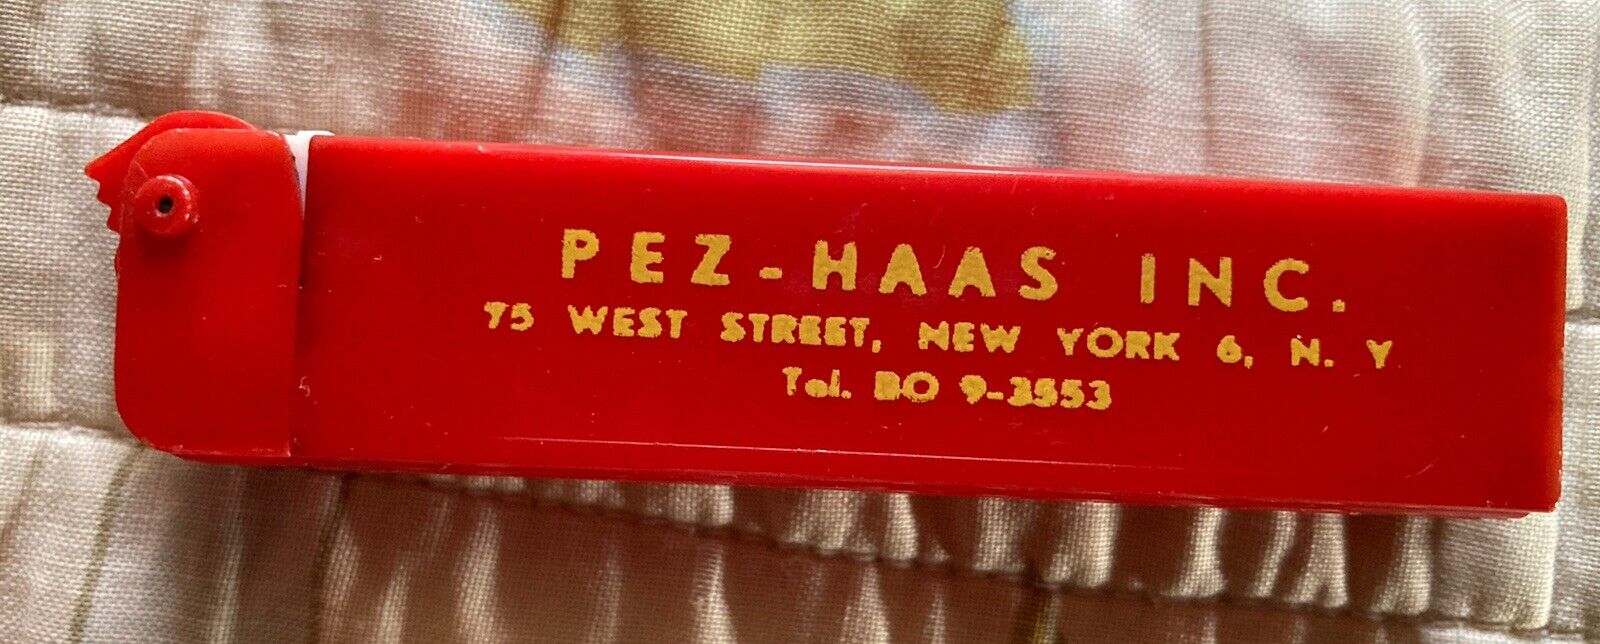 PEZ-HAAS INC.
75 WEST STREET, NEW YORK 6, N. Y
Tel. BO 9-3553